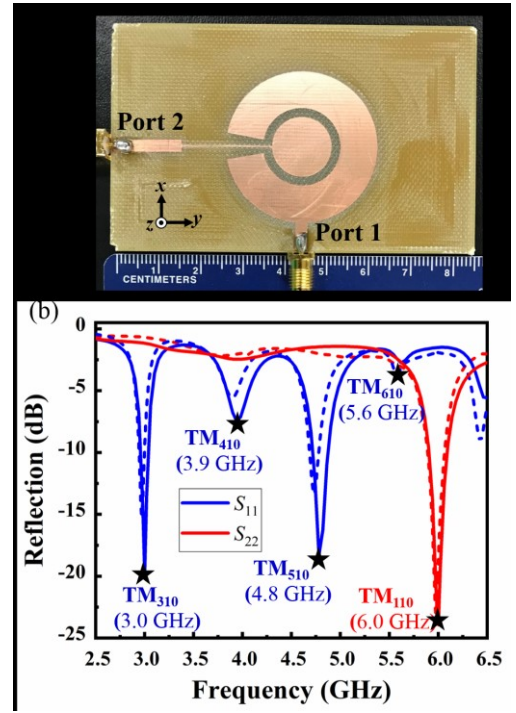 Port 2
x
z
y
Port 1
1 2 3 4 5 6 7 8
CENTIMETERS
(b)
0
-5
-10
-15
-20
-25
Reflection (dB)
TM610
(5.6 GHz)
TM410
(3.9 GHz)
S11
S22
TM310
(3.0 GHz)
TM510
(4.8 GHz)
TM110
(6.0 GHz)
2.5 3.0 3.5 4.0 4.5 5.0 5.5 6.0 6.5
Frequency (GHz)